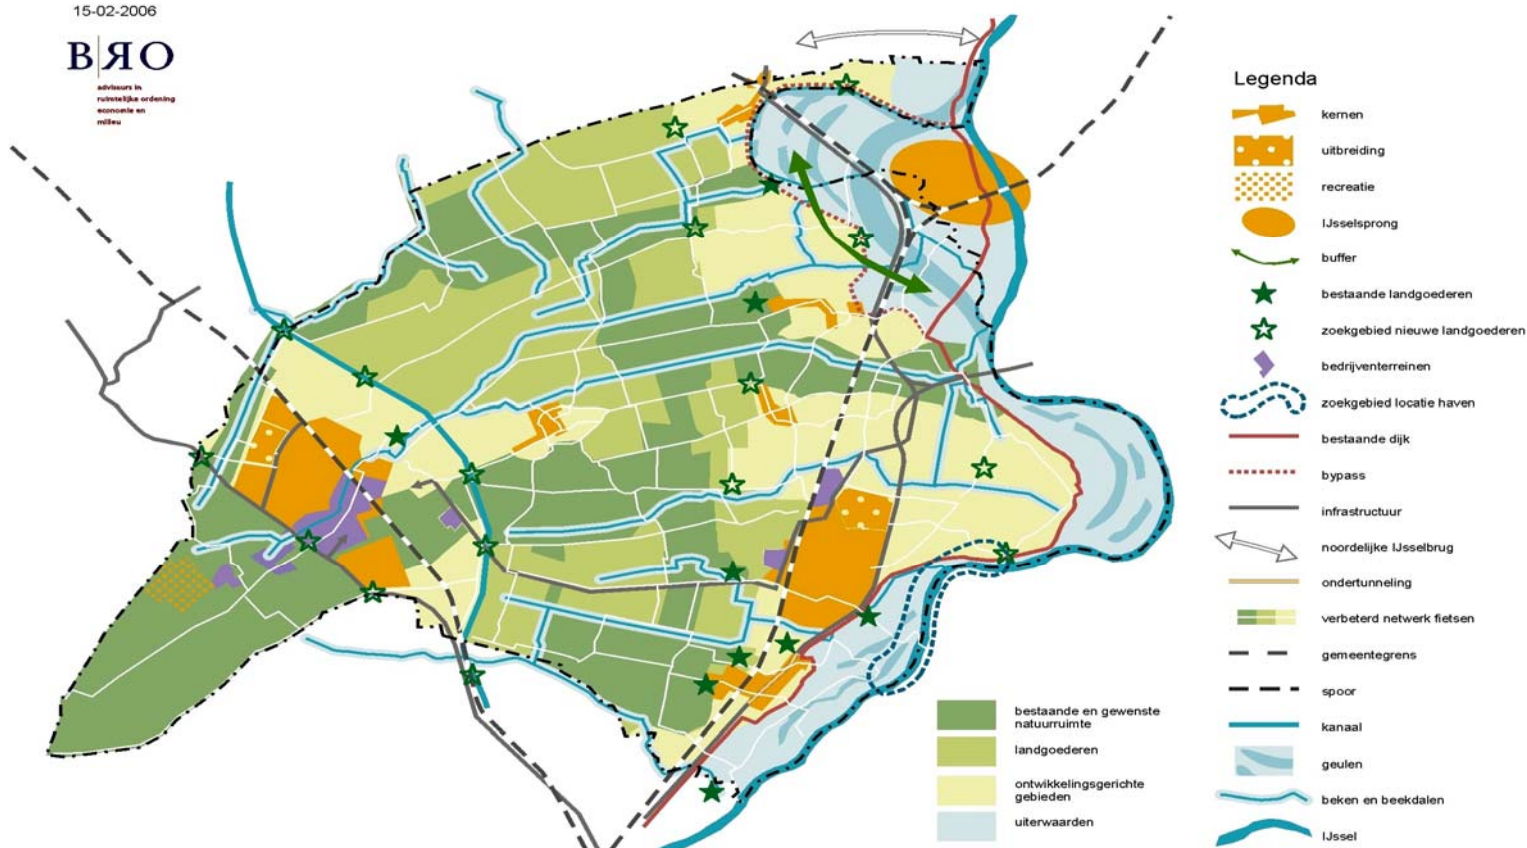 15-02-2006
BRO
adviseurs in
ruimtelijke ordening
economie en
milieu
Legenda
kernen
uitbreiding
recreatie
IJsselsprong
buffer
bestaande landgoederen
zoekgebied nieuwe landgoederen
bedrijventerreinen
zoekgebied locatie haven
bestaande dijk
bypass
infrastructuur
noordelijke IJsselbrug
ondertunneling
verbeterd netwerk fietsen
gemeentegrens
spoor
kanaal
geulen
beken en beekdalen
IJssel
bestaande en gewenste
natuurruimte
landgoederen
ontwikkelingsgerichte
gebieden
uiterwaarden